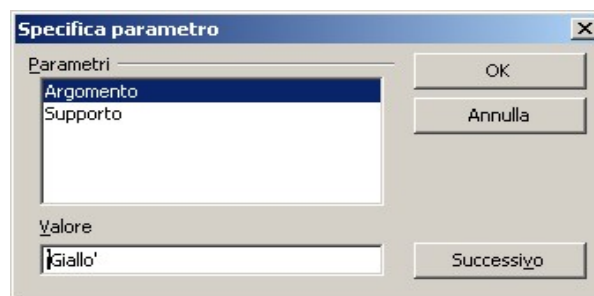 Specifica parametro
Parametri
OK
Argomento
Supporto
Annulla
Valore
'Giallo'
Successivo